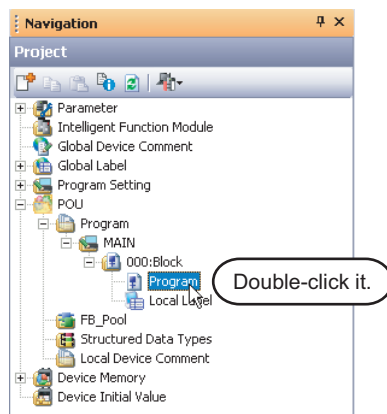 Navigation
Project
Parameter
Intelligent Function Module
Global Device Comment
Global Label
Program Setting
POU
Program
MAIN
000:Block
Program
Double-click it.
Local Label
FB_Pool
Structured Data Types
Local Device Comment
Device Memory
Device Initial Value